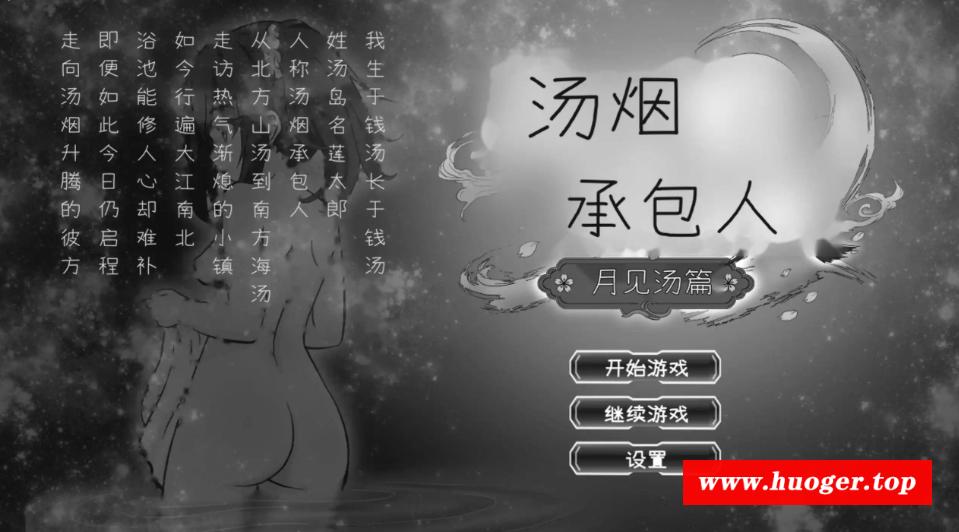 我生于钱汤长于钱汤
姓汤岛名莲太郎
人称汤烟承包人
从北方山汤到南方海汤
走访热气渐熄的小镇
如今行遍大江南北
浴池能修人心却难补
即便如此今日仍启程
走向汤烟升腾的彼方
汤烟
承包人
月见汤篇
开始游戏
继续游戏
设置
www.huoger.top